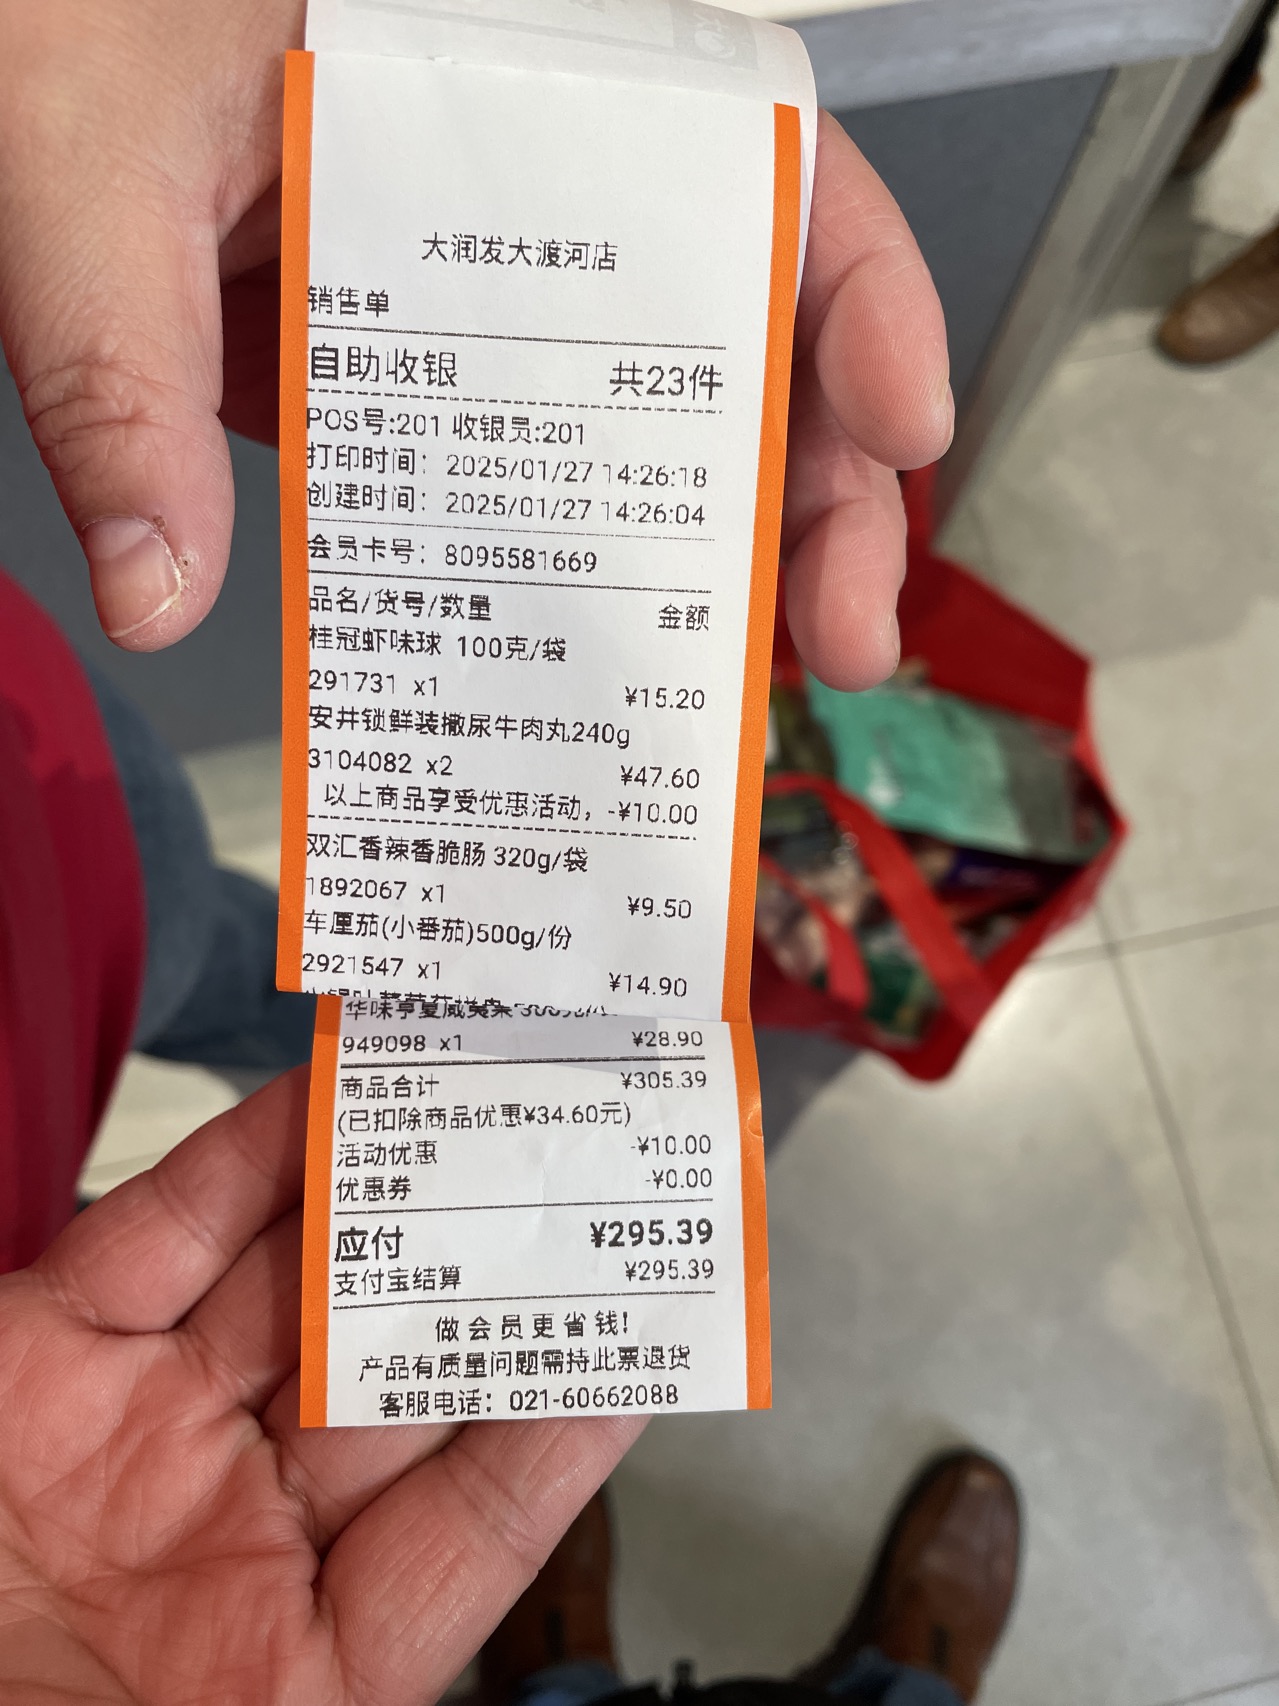 大润发大渡河店
销售单
自助收银 共23件
POS号:201 收银员:201
打印时间：2025/01/27 14:26:18
创建时间：2025/01/27 14:26:04
会员卡号：8095581669
品名/货号/数量 金额
桂冠虾味球 100克/袋
291731 x1 ¥15.20
安井锁鲜装撒尿牛肉丸240g
3104082 x2 ¥47.60
以上商品享受优惠活动，-¥10.00
双汇香辣香脆肠 320g/袋
1892067 x1 ¥9.50
车厘茄(小番茄)500g/份
2921547 x1 ¥14.90
华味亨夏威夷果
949098 x1 ¥28.90
商品合计 ¥305.39
(已扣除商品优惠¥34.60元)
活动优惠 -¥10.00
优惠券 -¥0.00
应付 ¥295.39
支付宝结算 ¥295.39
做会员更省钱!
产品有质量问题需持此票退货
客服电话：021-60662088